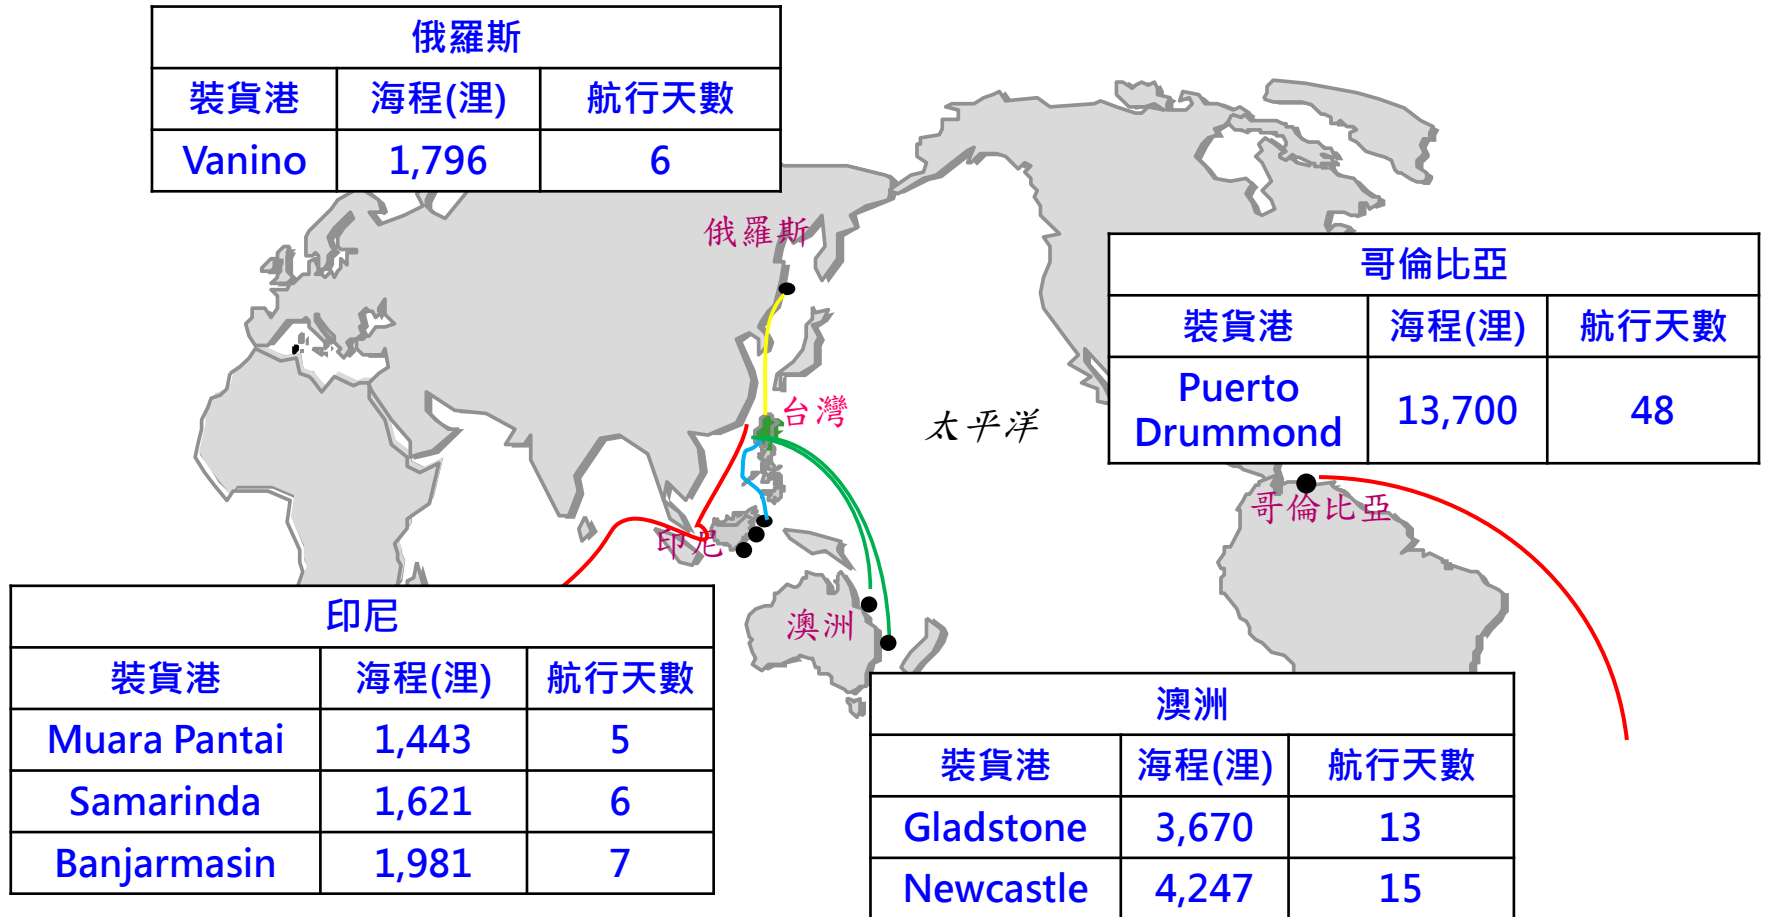 俄羅斯
裝貨港 海程(浬) 航行天數
Vanino 1,796 6
俄羅斯
哥倫比亞
裝貨港 海程(浬) 航行天數
Puerto
Drummond 13,700 48
台灣
太平洋
哥倫比亞
印尼
澳洲
印尼
裝貨港 海程(浬) 航行天數
Muara Pantai 1,443 5
Samarinda 1,621 6
Banjarmasin 1,981 7
澳洲
裝貨港 海程(浬) 航行天數
Gladstone 3,670 13
Newcastle 4,247 15